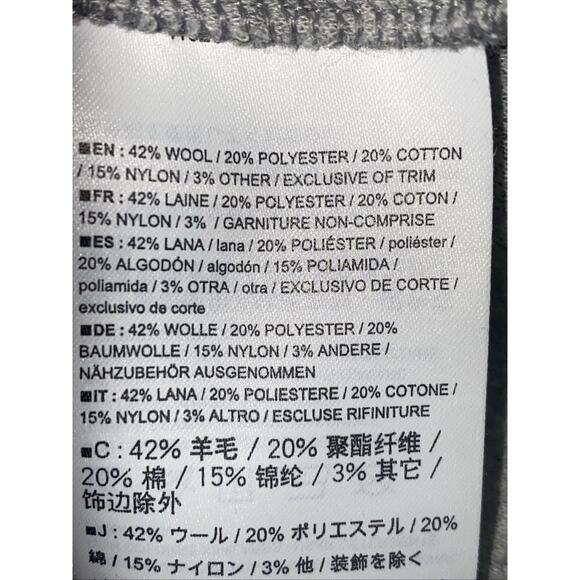 ■EN : 42% WOOL / 20% POLYESTER / 20% COTTON
/ 15% NYLON / 3% OTHER / EXCLUSIVE OF TRIM
■FR : 42% LAINE / 20% POLYESTER / 20% COTON /
15% NYLON / 3% / GARNITURE NON-COMPRISE
■ES : 42% LANA / lana / 20% POLIÉSTER / poliéster /
20% ALGODÓN / algodón / 15% POLIAMIDA /
poliamida / 3% OTRA / otra / EXCLUSIVO DE CORTE /
exclusivo de corte
■DE : 42% WOLLE / 20% POLYESTER / 20%
BAUMWOLLE / 15% NYLON / 3% ANDERE /
NÄHZUBEHÖR AUSGENOMMEN
■IT : 42% LANA / 20% POLIESTERE / 20% COTONE /
15% NYLON / 3% ALTRO / ESCLUSE RIFINITURE
■C : 42% 羊毛 / 20% 聚酯纤维 /
20% 棉 / 15% 锦纶 / 3% 其它 /
饰边除外
■J : 42% ウール / 20% ポリエステル / 20%
綿 / 15% ナイロン / 3% 他 / 装飾を除く